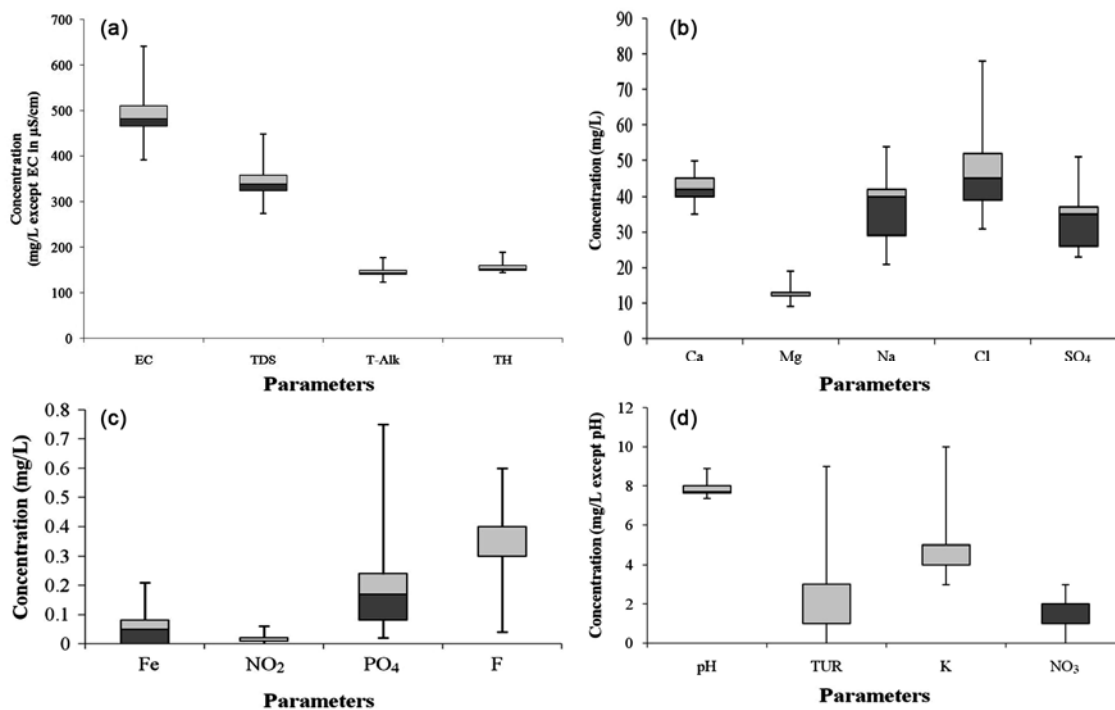 (a)
Concentration
(mg/L except EC in µS/cm)
700
600
500
400
300
200
100
0
EC TDS T-Alk TH
Parameters
(b)
Concentration (mg/L)
90
80
70
60
50
40
30
20
10
0
Ca Mg Na Cl SO₄
Parameters
(c)
Concentration (mg/L)
0.8
0.7
0.6
0.5
0.4
0.3
0.2
0.1
0
Fe NO₂ PO₄ F
Parameters
(d)
Concentration (mg/L except pH)
12
10
8
6
4
2
0
pH TUR K NO₃
Parameters